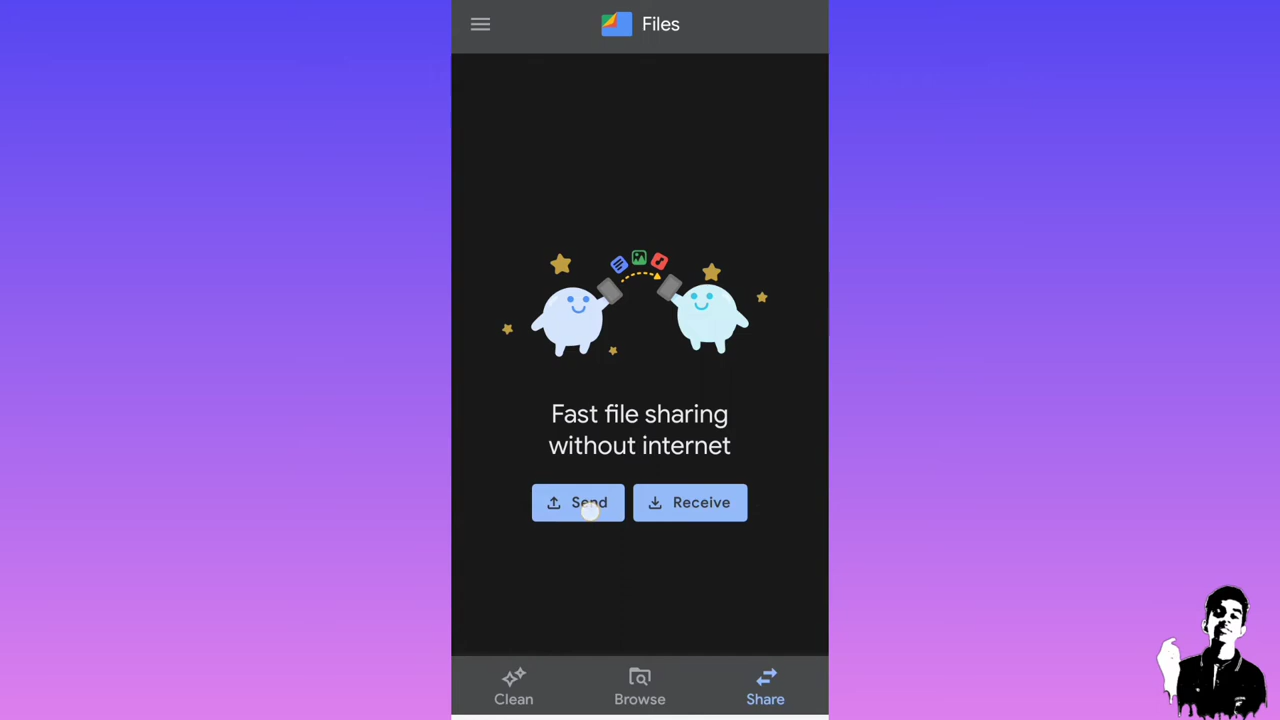 Files
Fast file sharing
without internet
Send
Receive
Clean
Browse
Share